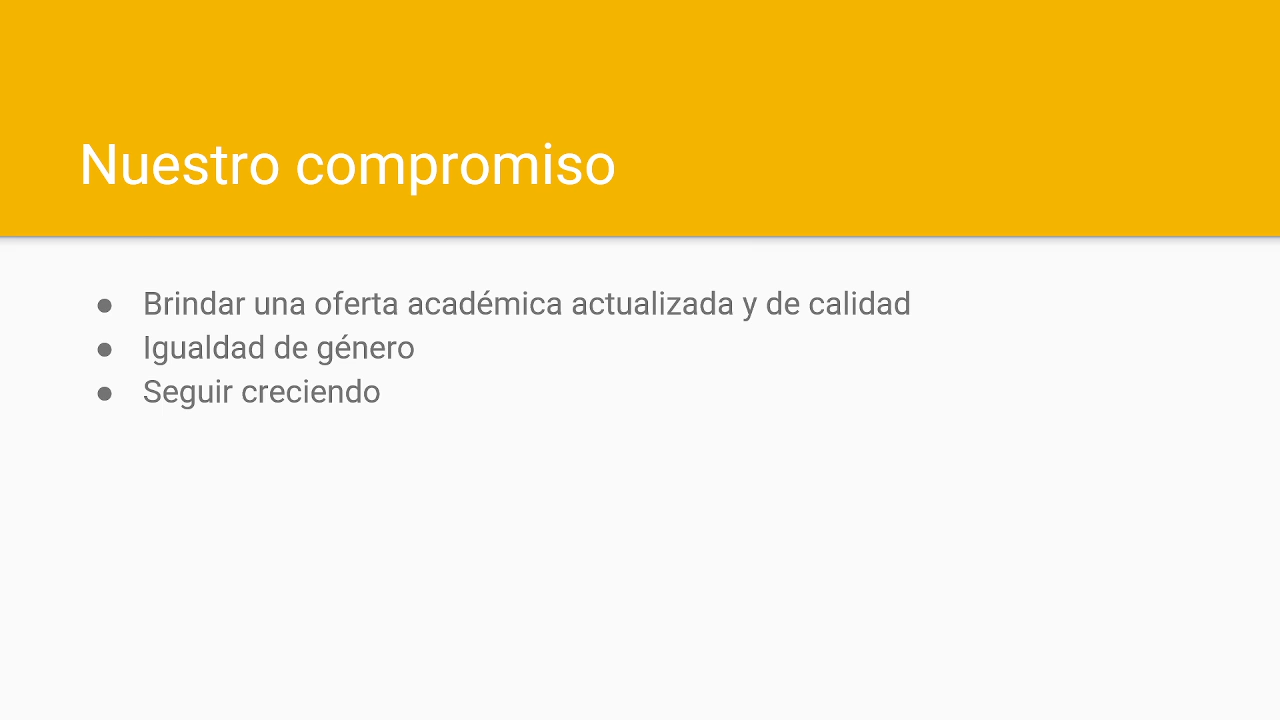 Nuestro compromiso
● Brindar una oferta académica actualizada y de calidad
● Igualdad de género
● Seguir creciendo